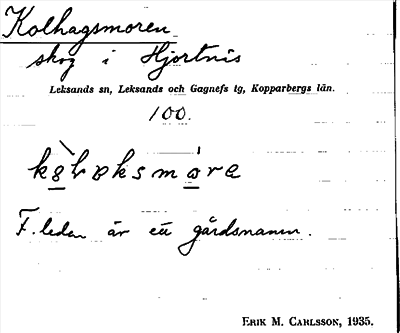 Kolhagsmoren
skog i Hjortnäs
Leksands sn, Leksands och Gagnefs tg, Kopparbergs län.
100.
F. leden är ett gårdsnamn.
ERIK M. CARLSSON, 1935.